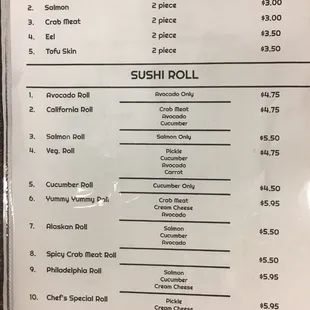 2. Salmon 2 piece $3.00
3. Crab Meat 2 piece $3.00
4. Eel 2 piece $3.50
5. Tofu Skin 2 piece $3.50
SUSHI ROLL
1. Avocado Roll Avocado Only $4.75
2. California Roll Crab Meat $4.75
Avocado
Cucumber
3. Salmon Roll Salmon Only $5.50
4. Veg. Roll Pickle $4.75
Cucumber
Avocado
Carrot
5. Cucumber Roll Cucumber Only $4.50
6. Yummy Yummy Roll Crab Meat $5.95
Cream Cheese
Avocado
7. Alaskan Roll Salmon $5.50
Cucumber
Avocado
8. Spicy Crab Meat Roll $5.50
9. Philadelphia Roll Salmon $5.95
Cucumber
Cream Cheese
10. Chef's Special Roll Pickle $5.95
Cream Cheese